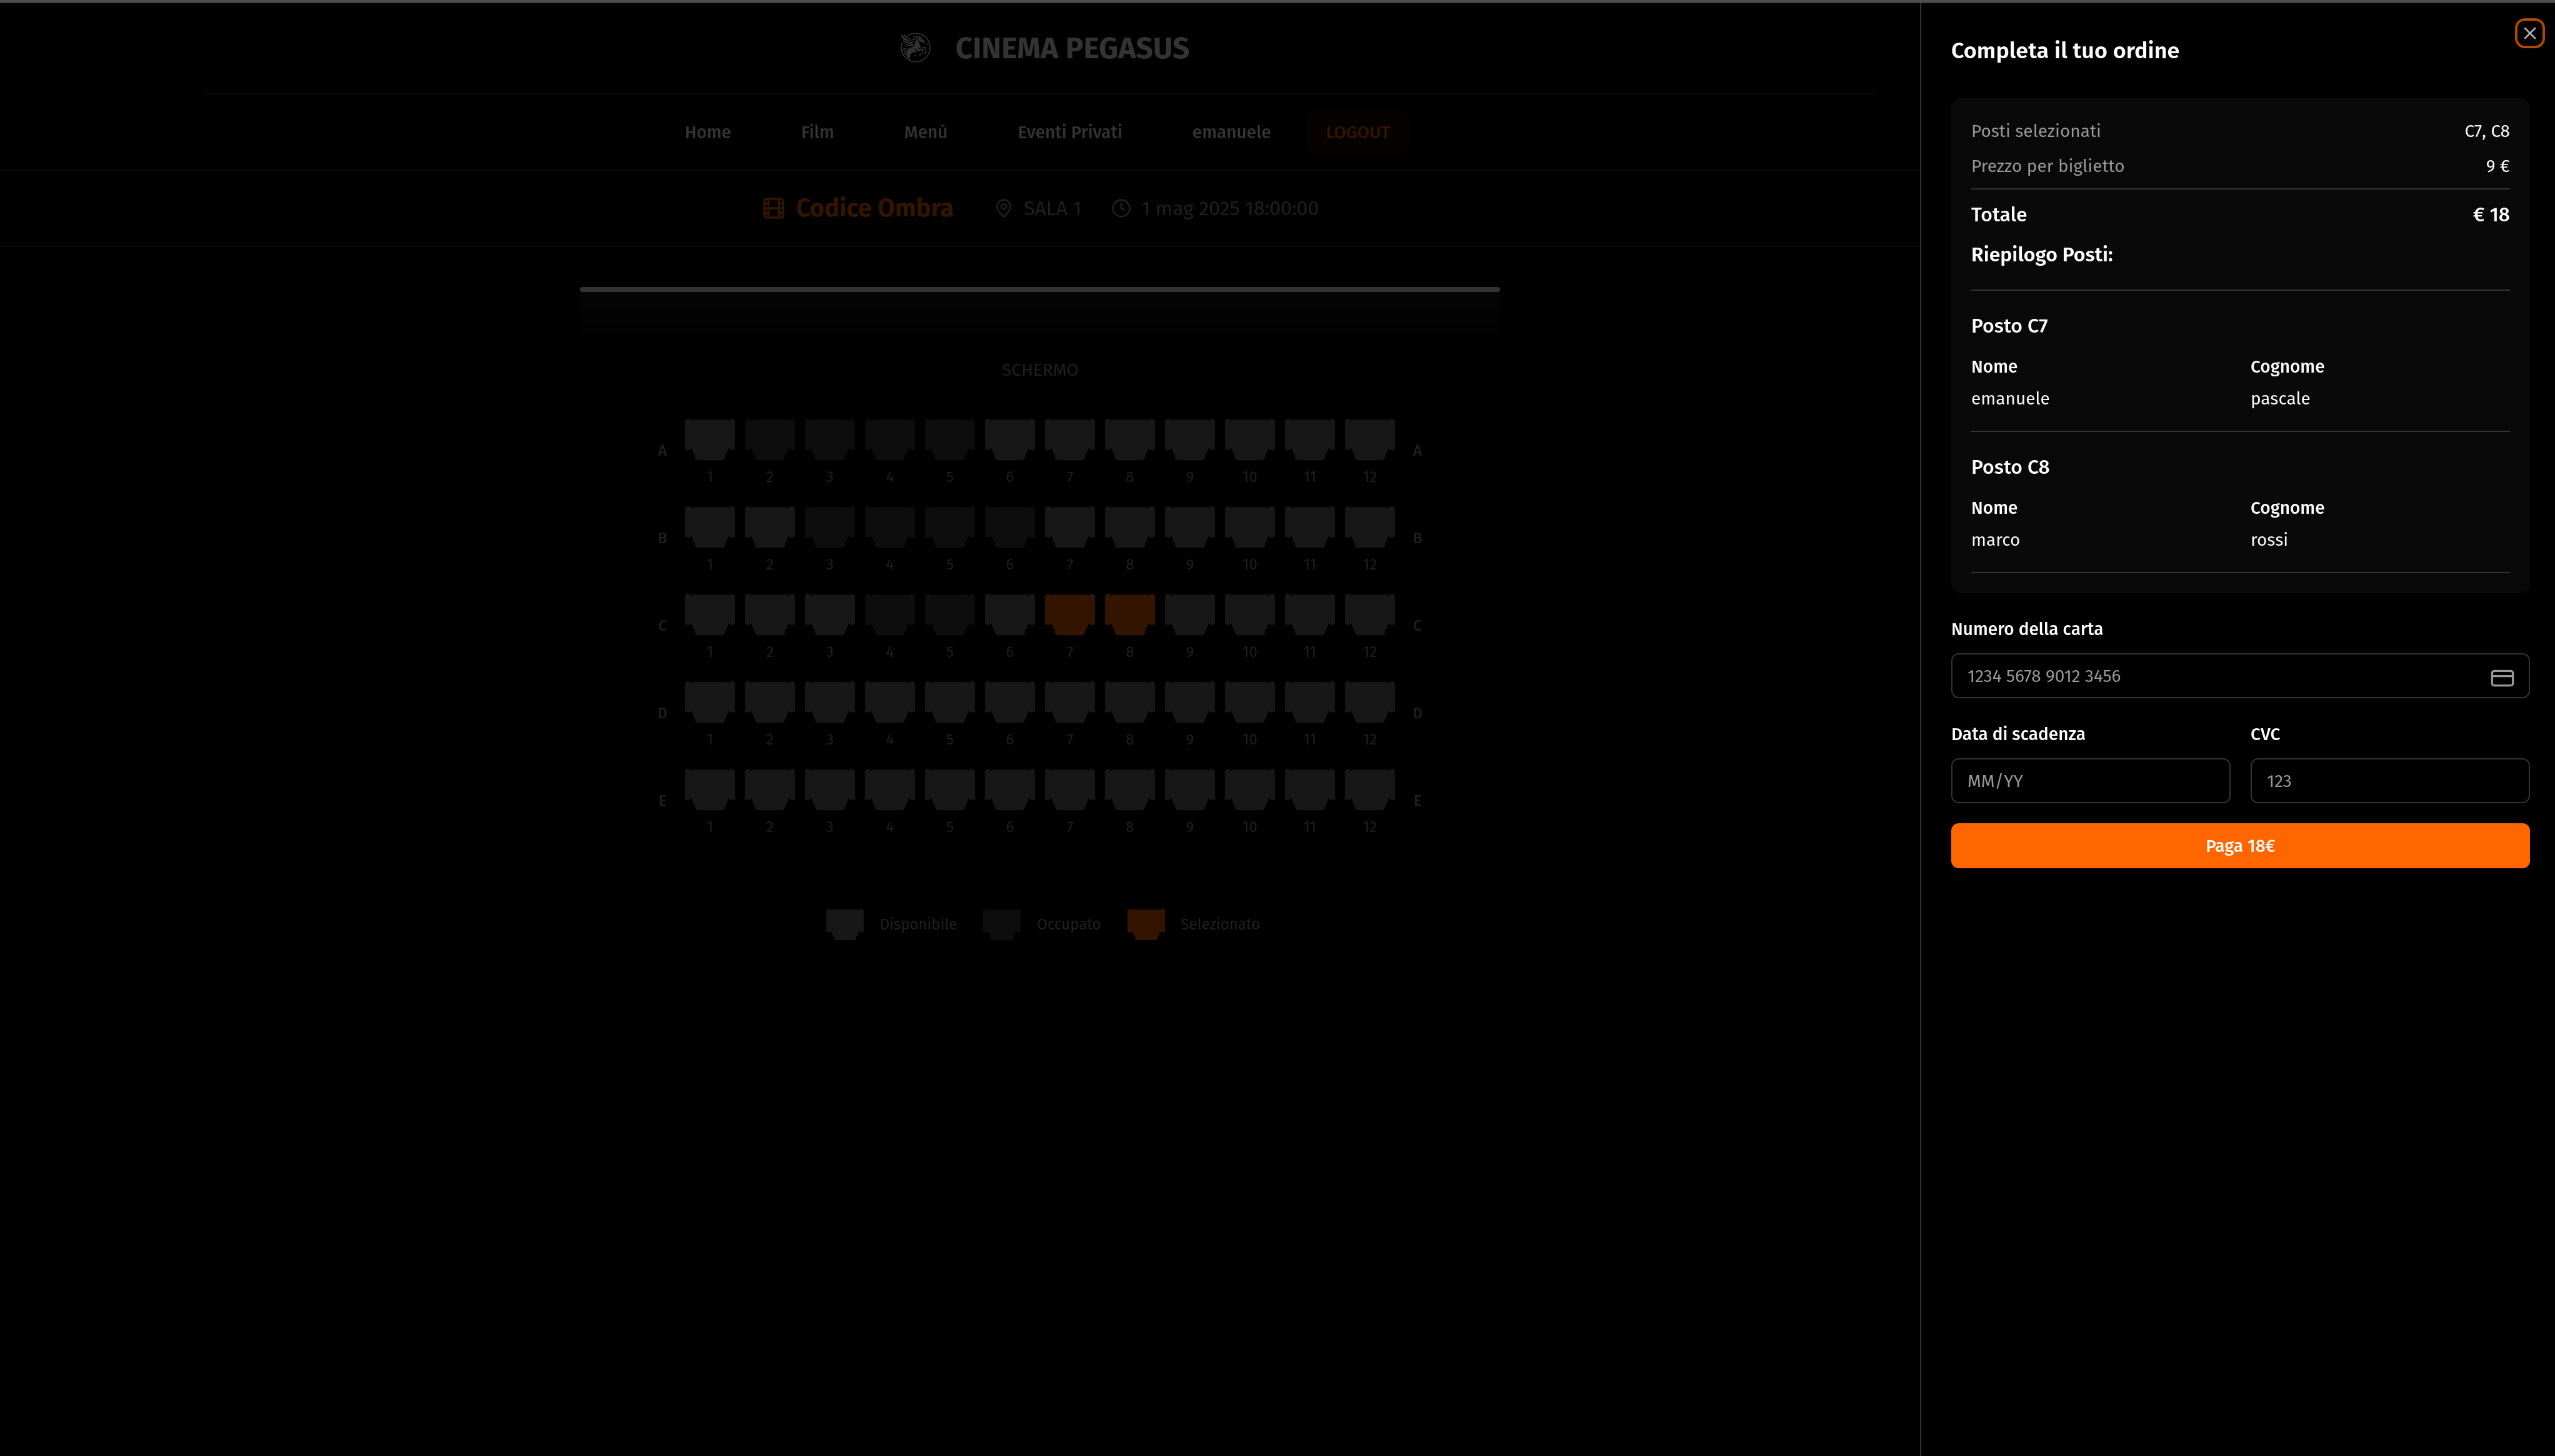 CINEMA PEGASUS
Home Film Menù Eventi Privati emanuele LOGOUT
Codice Ombra SALA 1 1 mag 2025 18:00:00
SCHERMO
A A
1 2 3 4 5 6 7 8 9 10 11 12
B B
1 2 3 4 5 6 7 8 9 10 11 12
C C
1 2 3 4 5 6 7 8 9 10 11 12
D D
1 2 3 4 5 6 7 8 9 10 11 12
E E
1 2 3 4 5 6 7 8 9 10 11 12
Disponibile Occupato Selezionato
Completa il tuo ordine
Posti selezionati C7, C8
Prezzo per biglietto 9 €
Totale € 18
Riepilogo Posti:
Posto C7
Nome Cognome
emanuele pascale
Posto C8
Nome Cognome
marco rossi
Numero della carta
1234 5678 9012 3456
Data di scadenza CVC
MM/YY 123
Paga 18€